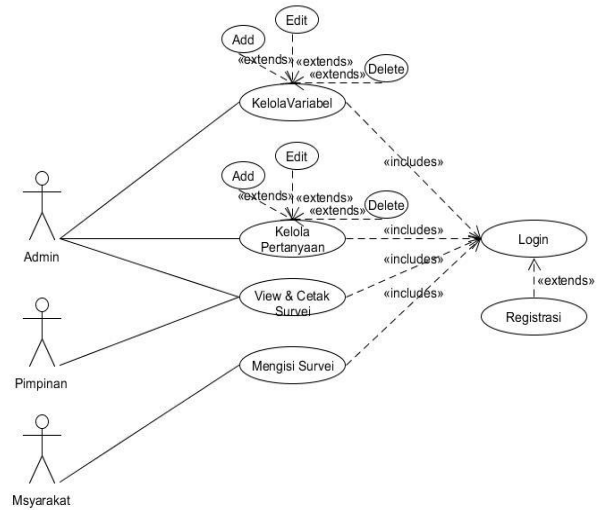 Edit
Add
«extends»
«extends»
«extends»
Delete
KelolaVariabel
«includes»
Edit
Add
«extends»
«extends»
«extends»
Delete
Kelola
Pertanyaan
«includes»
Login
Admin
«includes»
View & Cetak
Survei
«includes»
«extends»
Registrasi
Pimpinan
Mengisi Survei
Msyarakat